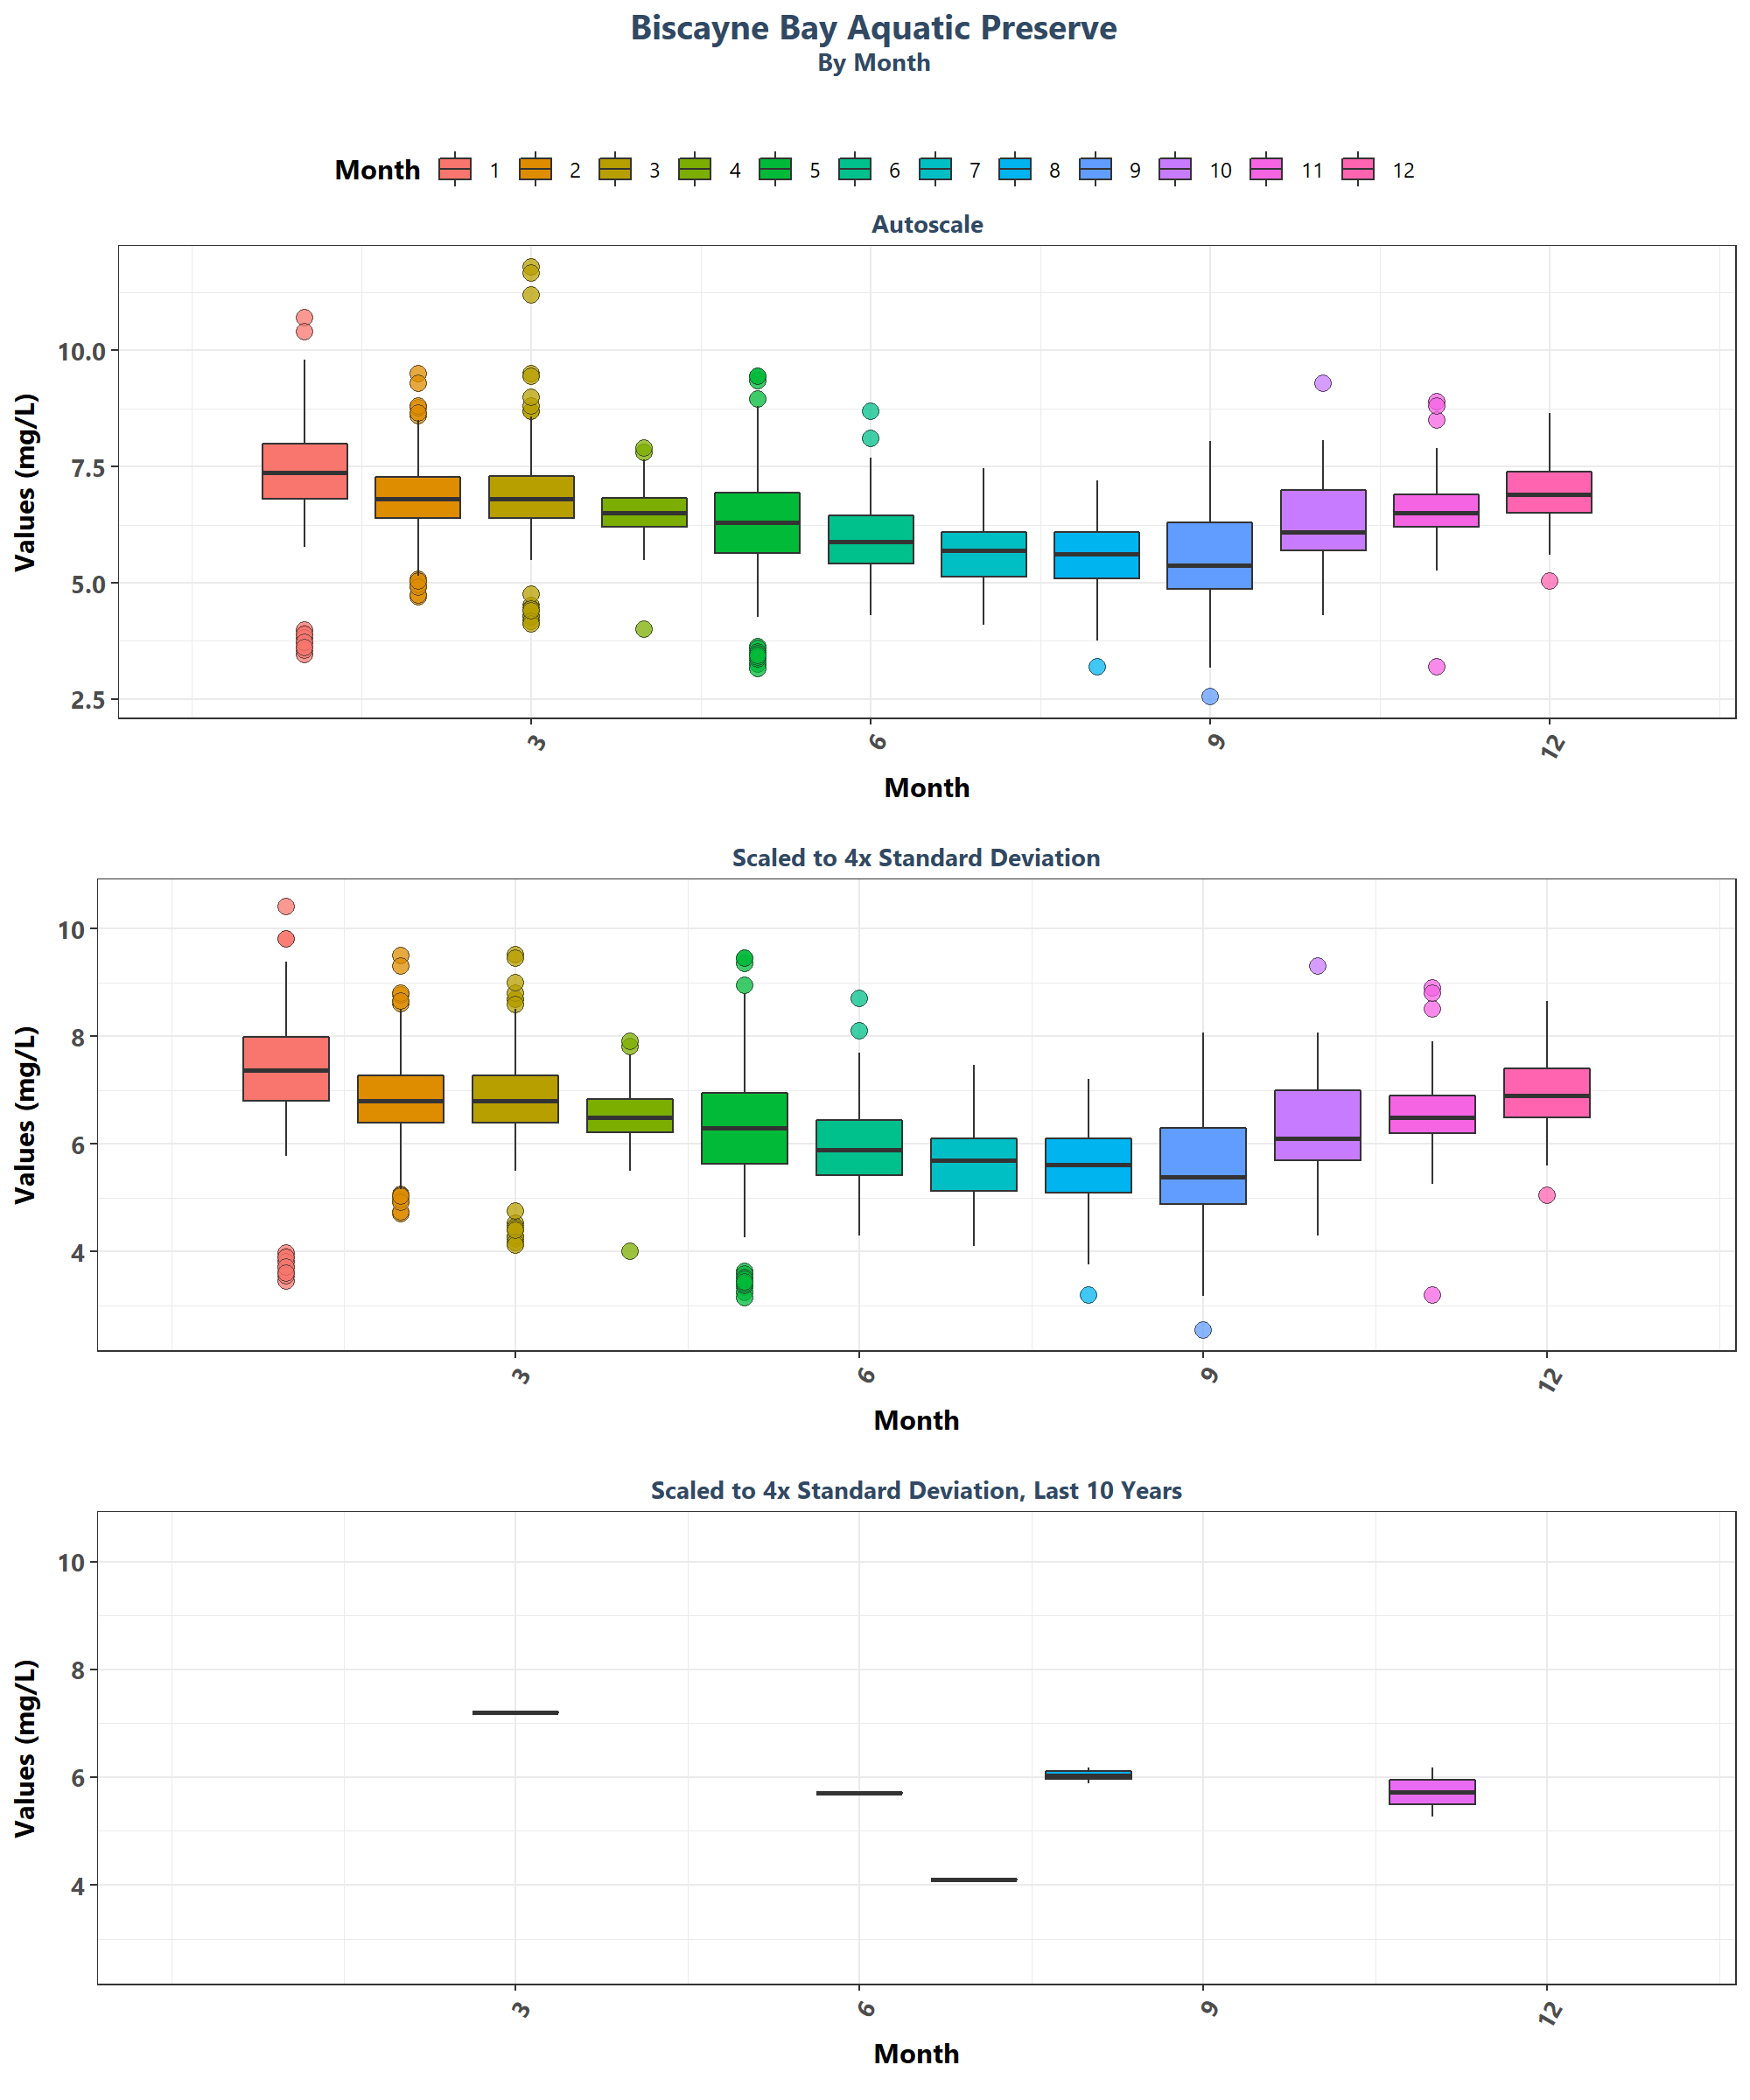 Biscayne Bay Aquatic Preserve
By Month
Month 1 2 3 4 5 6 7 8 9 10 11 12
Autoscale
Values (mg/L)
10.0
7.5
5.0
2.5
3 6 9 12
Month
Scaled to 4x Standard Deviation
Values (mg/L)
10
8
6
4
3 6 9 12
Month
Scaled to 4x Standard Deviation, Last 10 Years
Values (mg/L)
10
8
6
4
3 6 9 12
Month